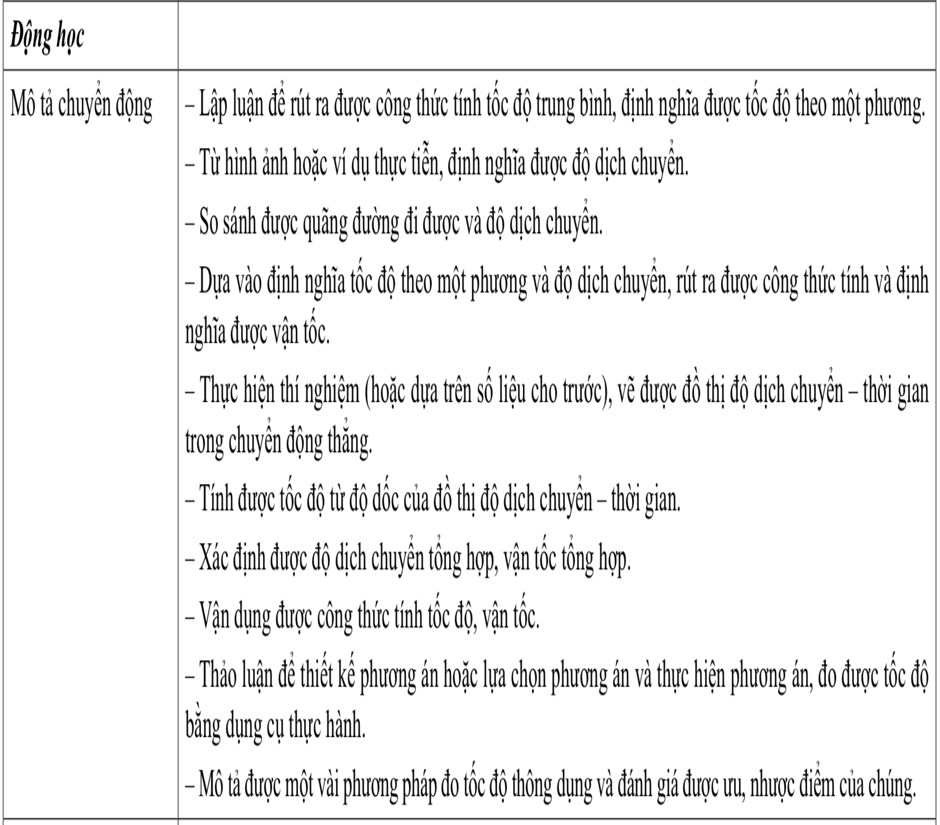 Động học
Mô tả chuyển động
– Lập luận để rút ra được công thức tính tốc độ trung bình, định nghĩa được tốc độ theo một phương.
– Từ hình ảnh hoặc ví dụ thực tiễn, định nghĩa được độ dịch chuyển.
– So sánh được quãng đường đi được và độ dịch chuyển.
– Dựa vào định nghĩa tốc độ theo một phương và độ dịch chuyển, rút ra được công thức tính và định
nghĩa được vận tốc.
– Thực hiện thí nghiệm (hoặc dựa trên số liệu cho trước), vẽ được đồ thị độ dịch chuyển – thời gian
trong chuyển động thẳng.
– Tính được tốc độ từ độ dốc của đồ thị độ dịch chuyển – thời gian.
– Xác định được độ dịch chuyển tổng hợp, vận tốc tổng hợp.
– Vận dụng được công thức tính tốc độ, vận tốc.
– Thảo luận để thiết kế phương án hoặc lựa chọn phương án và thực hiện phương án, đo được tốc độ
bằng dụng cụ thực hành.
– Mô tả được một vài phương pháp đo tốc độ thông dụng và đánh giá được ưu, nhược điểm của chúng.